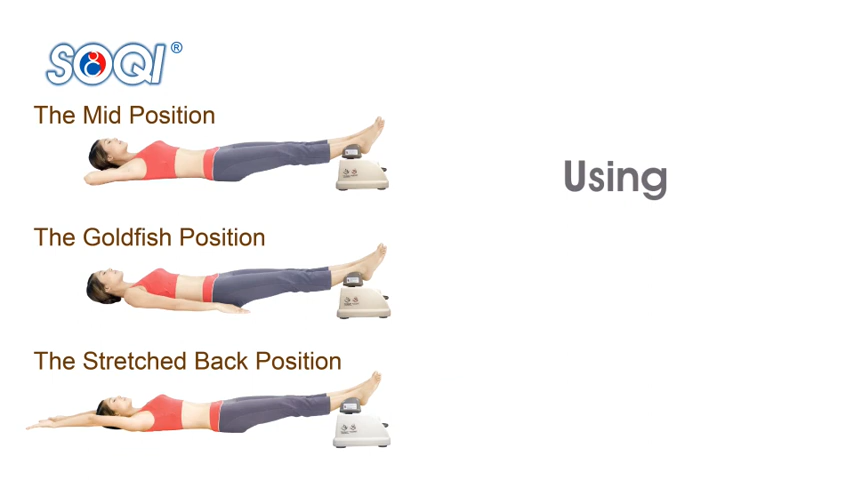 SOQI®
The Mid Position
Using
The Goldfish Position
The Stretched Back Position